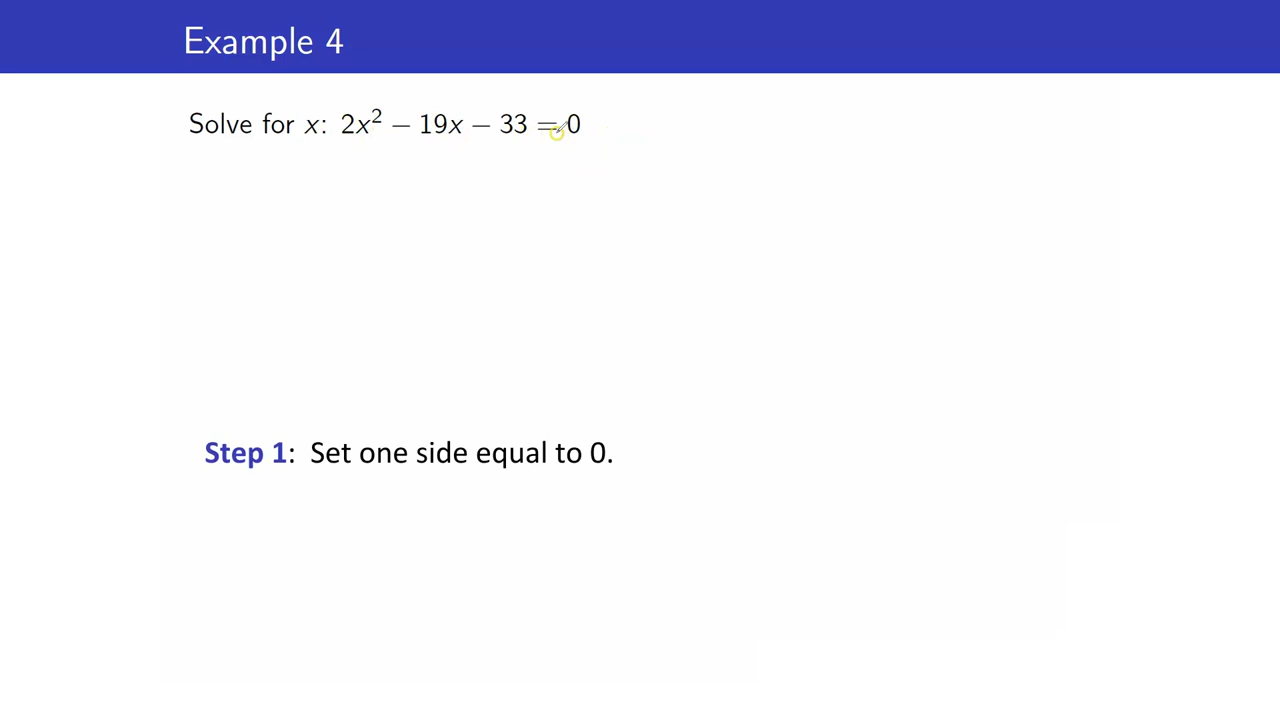 Example 4
Solve for x: 2x² − 19x − 33 = 0
Step 1: Set one side equal to 0.